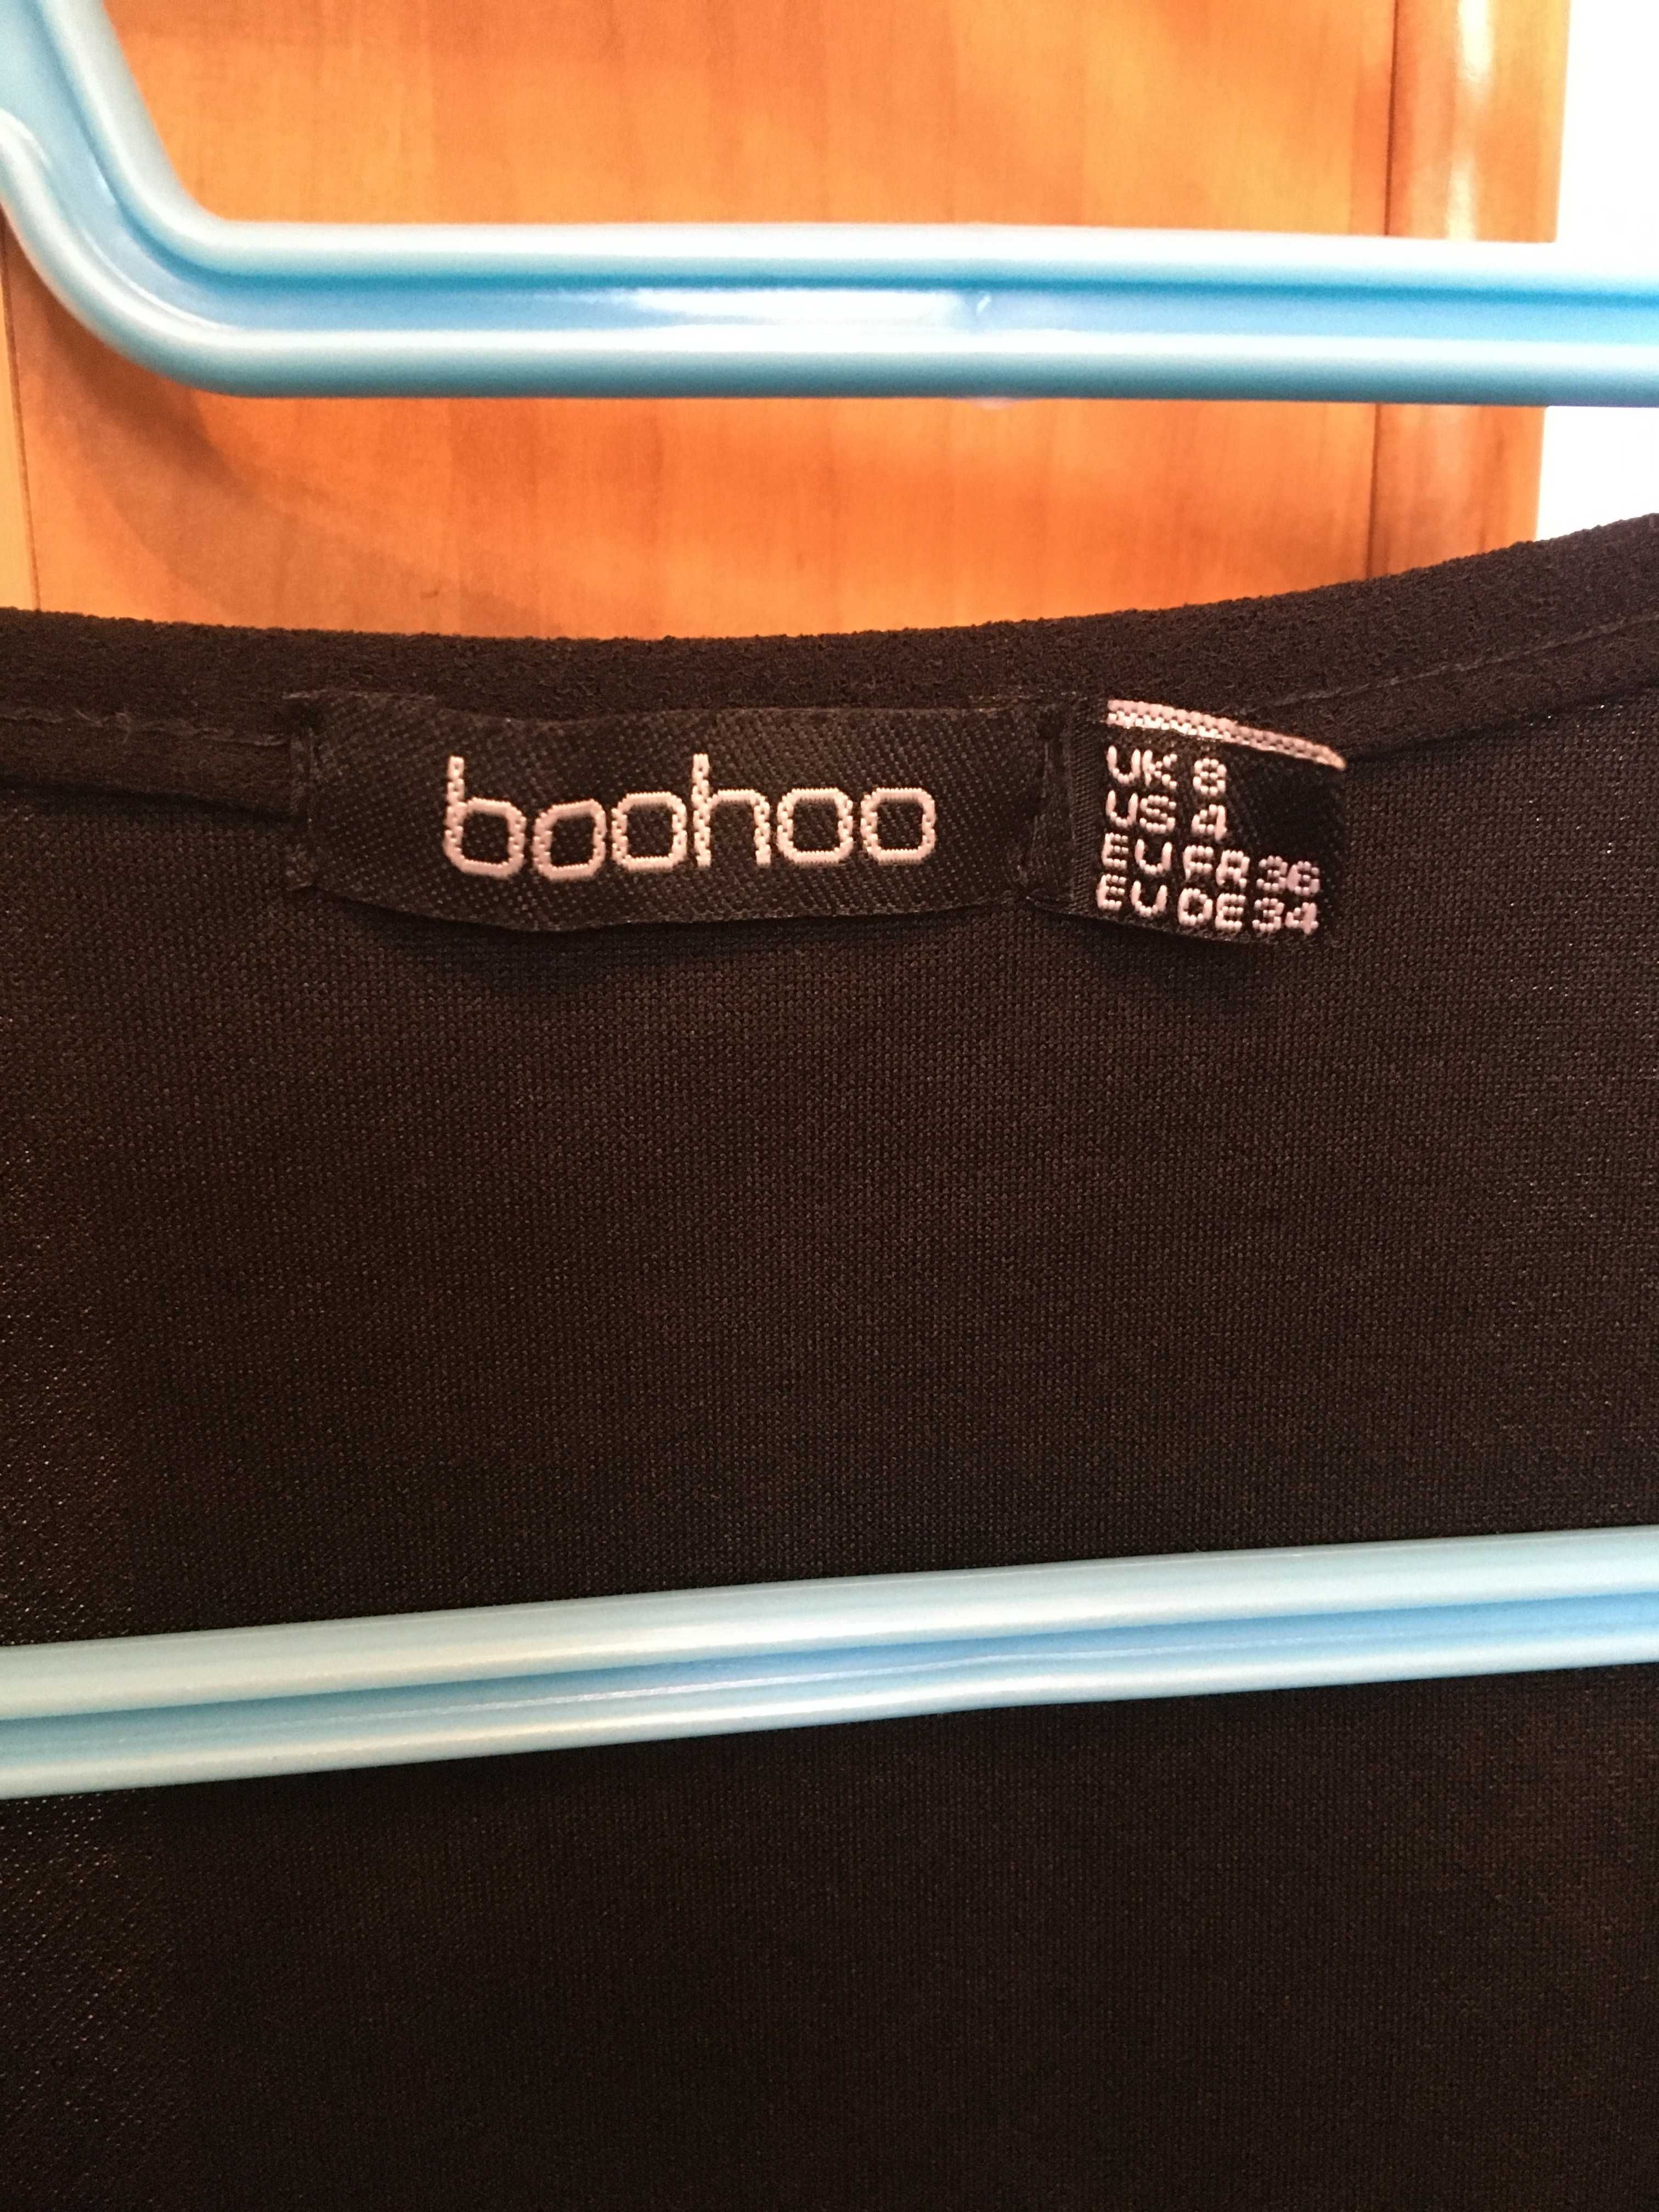 boohoo
UK 8
US 4
EU FR 36
EU DE 34